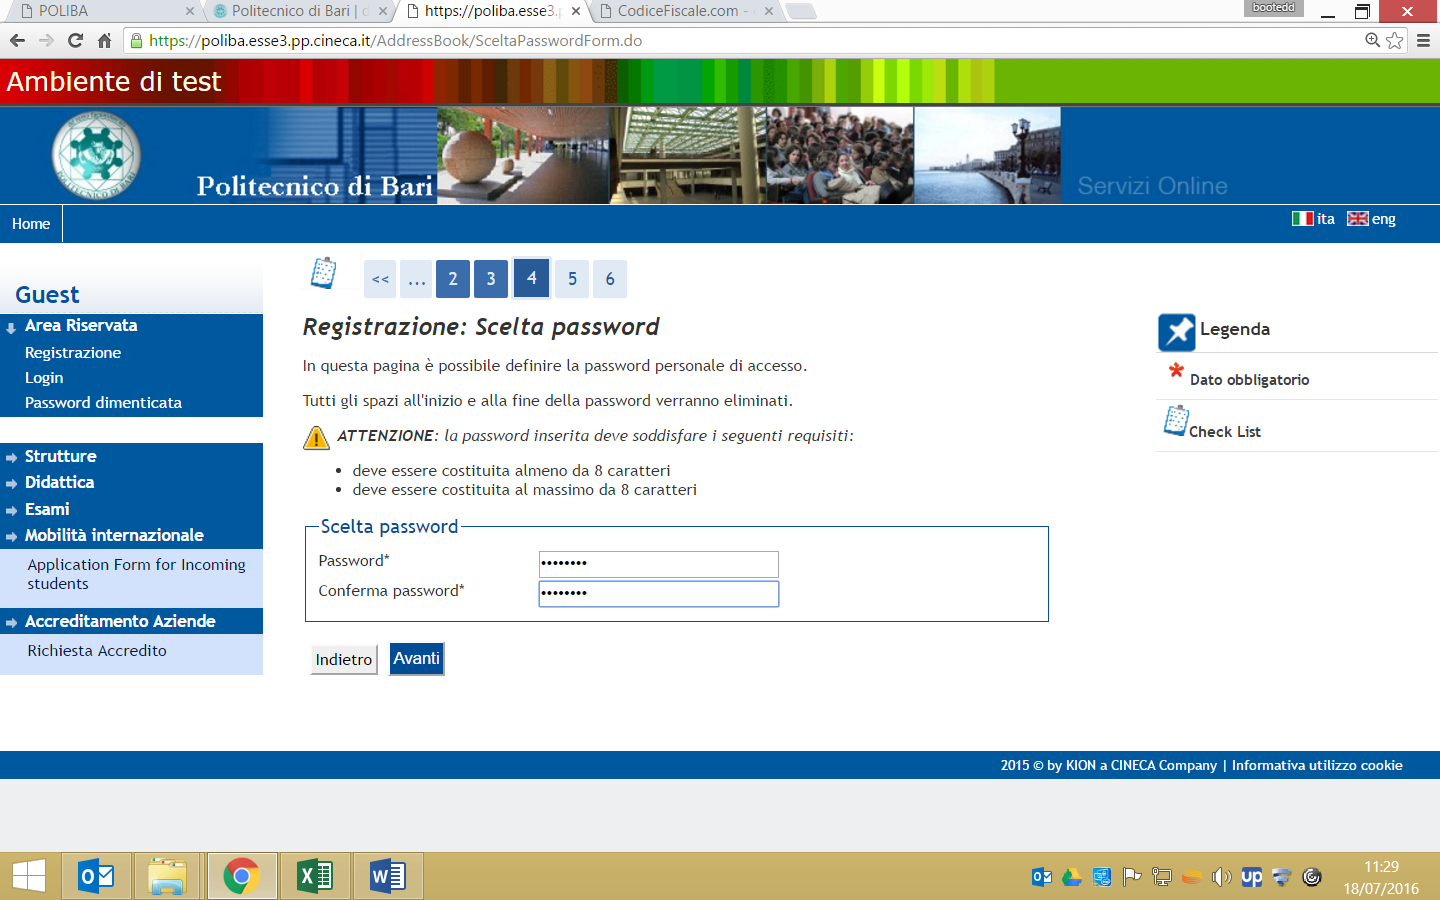 POLIBA
Politecnico di Bari | d
https://poliba.esse3.p
CodiceFiscale.com -
bootedd
https://poliba.esse3.pp.cineca.it/AddressBook/SceltaPasswordForm.do
Ambiente di test
Politecnico di Bari
Servizi Online
Home
ita
eng
<< ... 2 3 4 5 6
Guest
Area Riservata
Registrazione
Login
Password dimenticata
Strutture
Didattica
Esami
Mobilità internazionale
Application Form for Incoming
students
Accreditamento Aziende
Richiesta Accredito
Registrazione: Scelta password
In questa pagina è possibile definire la password personale di accesso.
Tutti gli spazi all'inizio e alla fine della password verranno eliminati.
ATTENZIONE: la password inserita deve soddisfare i seguenti requisiti:
• deve essere costituita almeno da 8 caratteri
• deve essere costituita al massimo da 8 caratteri
Scelta password
Password* ••••••••
Conferma password* ••••••••
Indietro
Avanti
Legenda
* Dato obbligatorio
Check List
2015 © by KION a CINECA Company | Informativa utilizzo cookie
up
11:29
18/07/2016